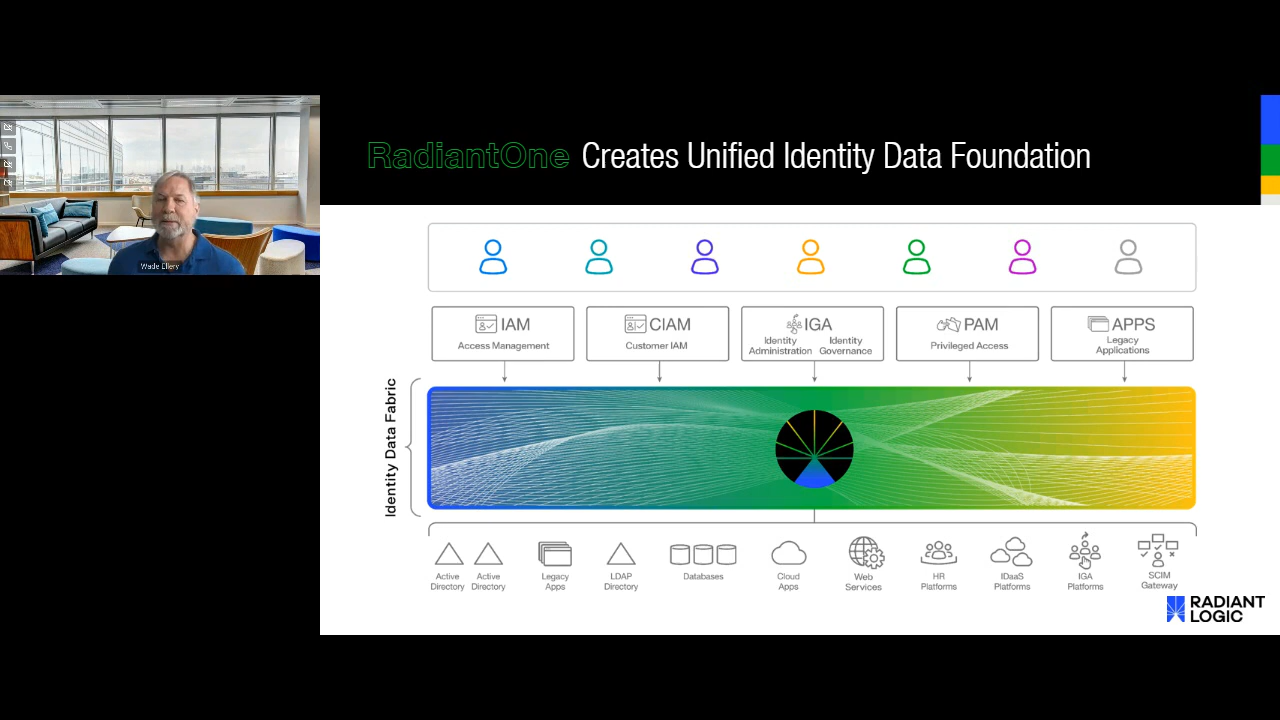 RadiantOne Creates Unified Identity Data Foundation
Wade Ellery
IAM
Access Management
CIAM
Customer IAM
IGA
Identity Administration
Identity Governance
PAM
Privileged Access
APPS
Legacy
Applications
Identity Data Fabric
Active
Directory
Active
Directory
Legacy
Apps
LDAP
Directory
Databases
Cloud
Apps
Web
Services
HR
Platforms
IDaaS
Platforms
IGA
Platforms
SCIM
Gateway
RADIANT
LOGIC